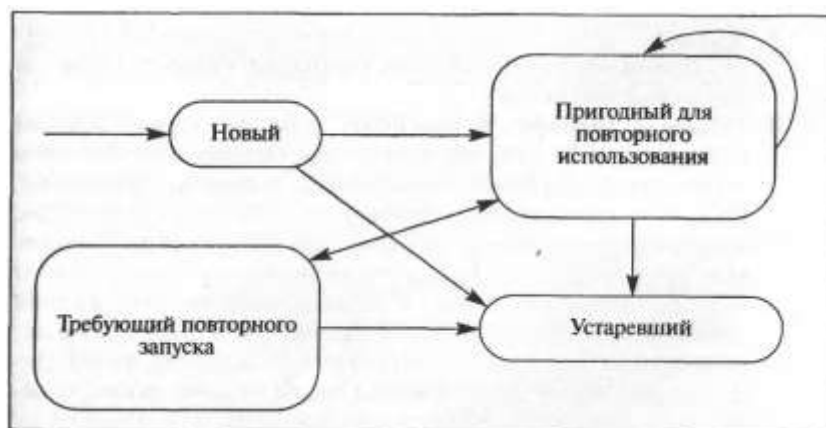 Новый
Пригодный для
повторного
использования
Требующий повторного
запуска
Устаревший